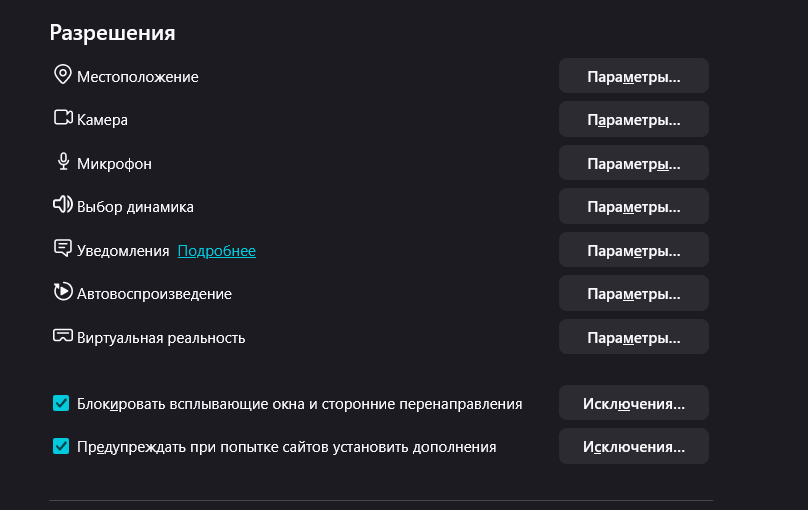 Разрешения
Местоположение Параметры...
Камера Параметры...
Микрофон Параметры...
Выбор динамика Параметры...
Уведомления Подробнее Параметры...
Автовоспроизведение Параметры...
Виртуальная реальность Параметры...
Блокировать всплывающие окна и сторонние перенаправления Исключения...
Предупреждать при попытке сайтов установить дополнения Исключения...